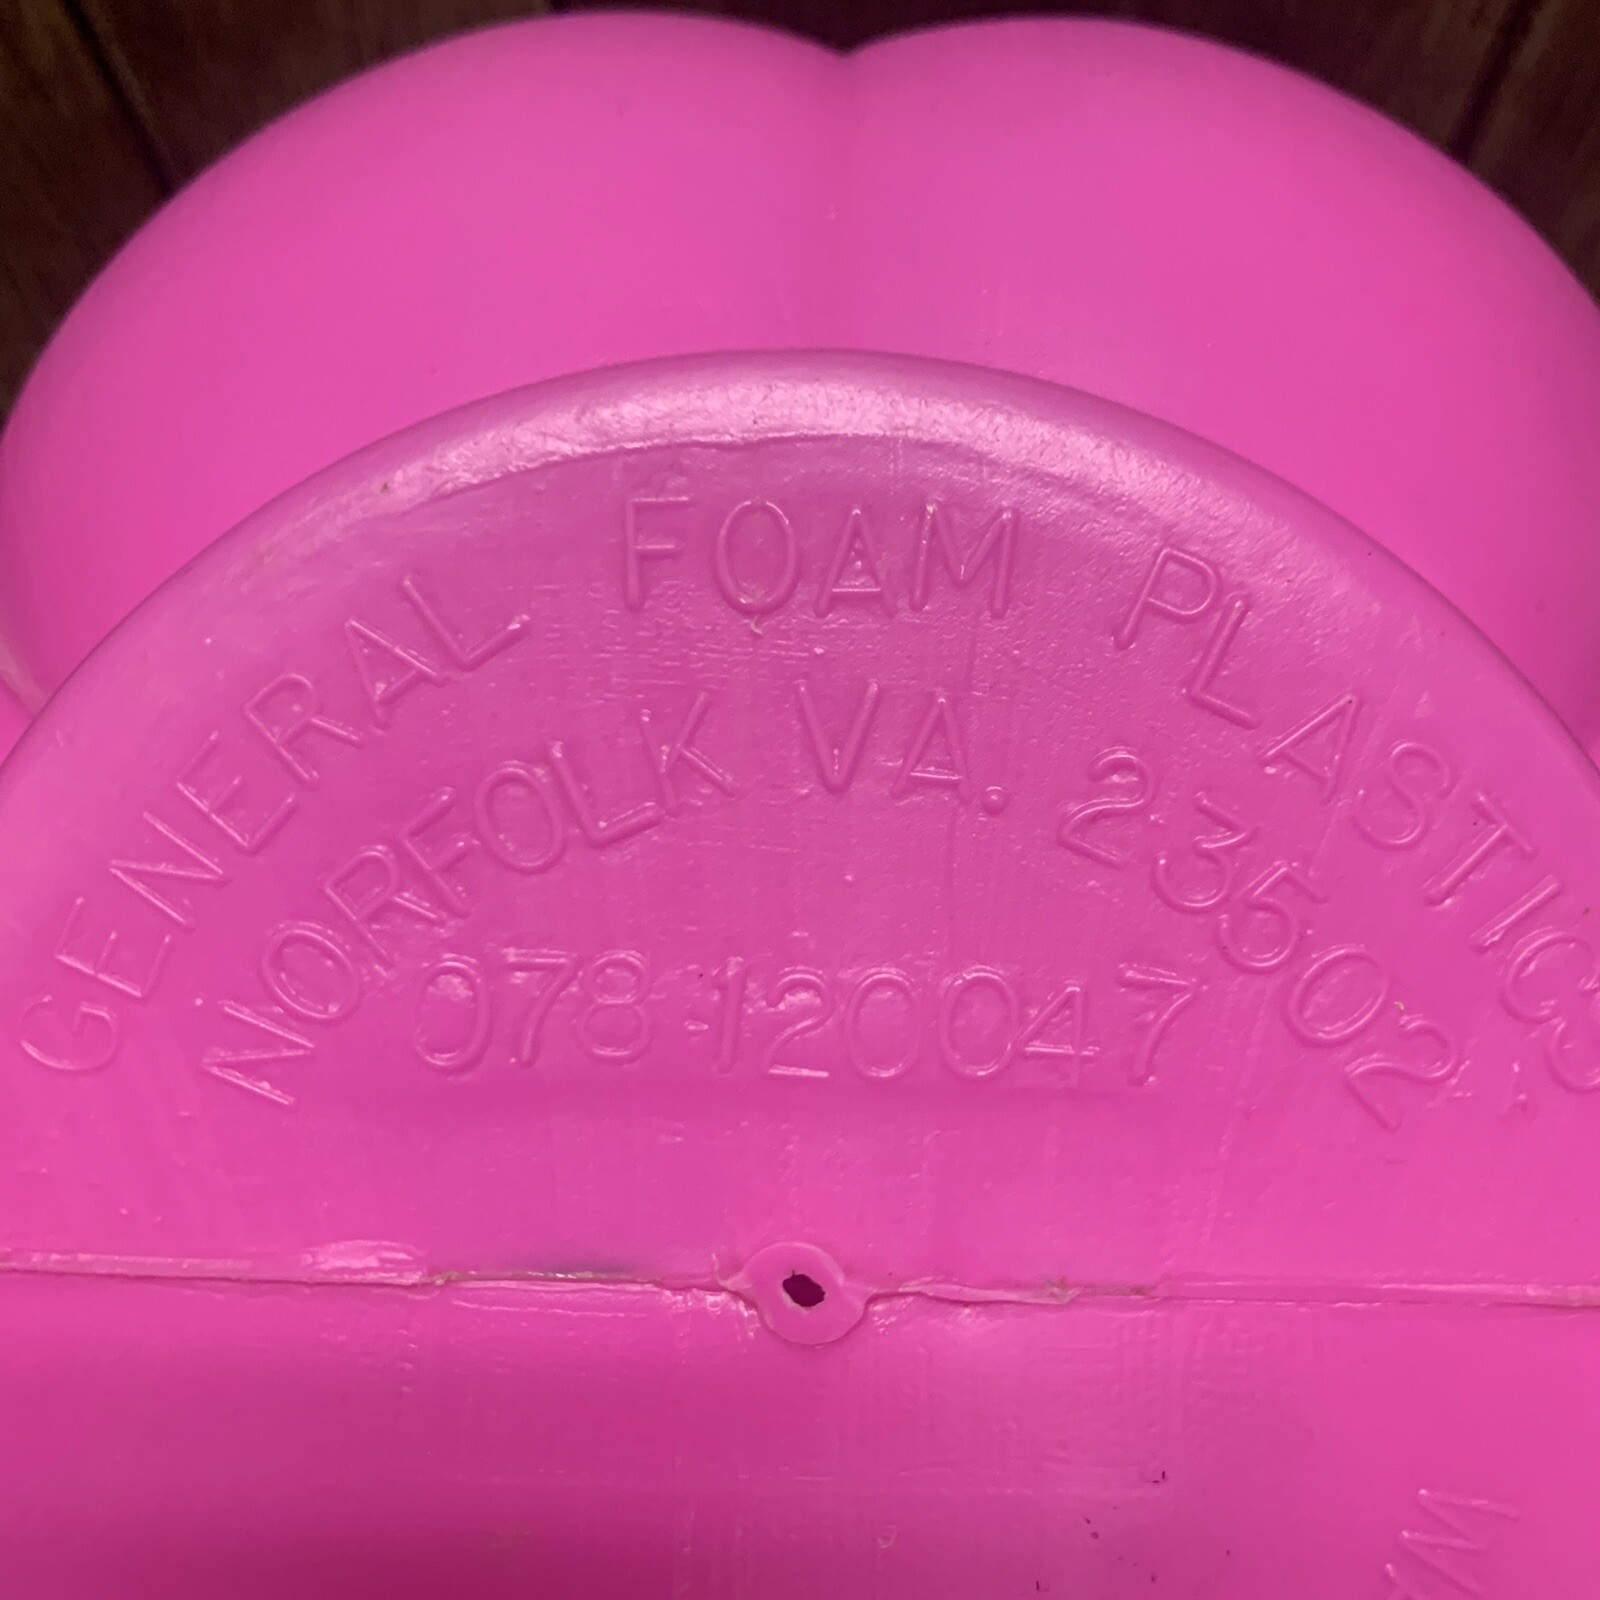 GENERAL FOAM PLASTICS
NORFOLK VA. 23502
078 120047